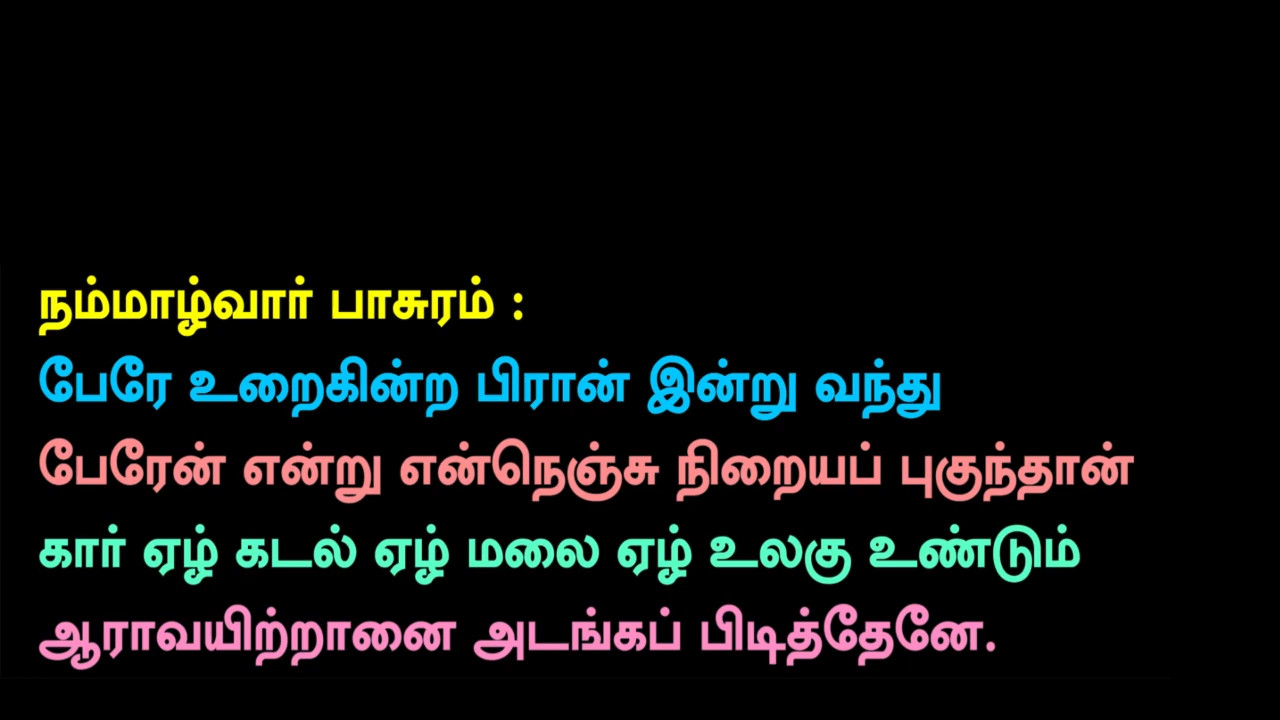 நம்மாழ்வார் பாசுரம் :
பேரே உறைகின்ற பிரான் இன்று வந்து
பேரேன் என்று என்நெஞ்சு நிறையப் புகுந்தான்
கார் ஏழ் கடல் ஏழ் மலை ஏழ் உலகு உண்டும்
ஆராவயிற்றானை அடங்கப் பிடித்தேனே.